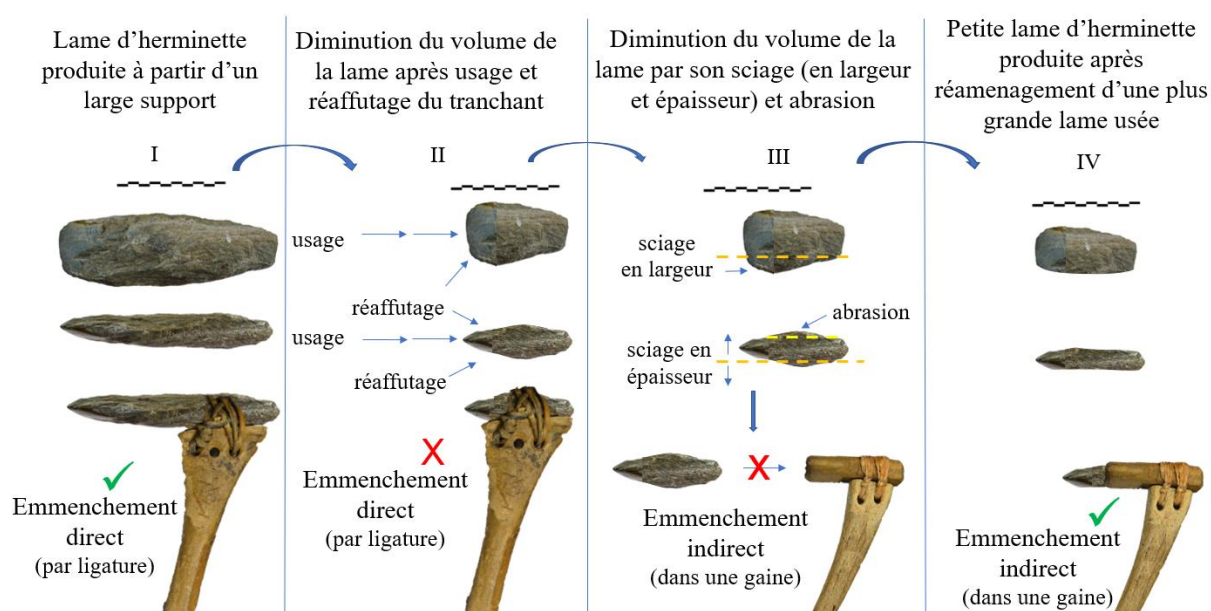 Lame d’herminette
produite à partir d’un
large support
I
Emmenchement
direct
(par ligature)
Diminution du volume de
la lame après usage et
réaffutage du tranchant
II
usage
réaffutage
usage
réaffutage
X
Emmenchement
direct
(par ligature)
Diminution du volume de la
lame par son sciage (en largeur
et épaisseur) et abrasion
III
sciage
en largeur
abrasion
sciage en
épaisseur
X
Emmenchement
indirect
(dans une gaine)
Petite lame d’herminette
produite après
réamenagement d’une plus
grande lame usée
IV
Emmenchement
indirect
(dans une gaine)